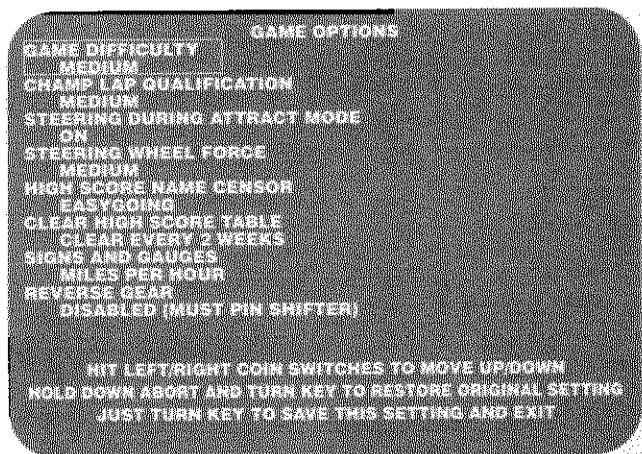 GAME OPTIONS
GAME DIFFICULTY
MEDIUM
CHAMP LAP QUALIFICATION
MEDIUM
STEERING DURING ATTRACT MODE
ON
STEERING WHEEL FORCE
MEDIUM
HIGH SCORE NAME CENSOR
EASYGOING
CLEAR HIGH SCORE TABLE
CLEAR EVERY 2 WEEKS
SIGNS AND GAUGES
MILES PER HOUR
REVERSE GEAR
DISABLED (MUST PIN SHIFTER)
HIT LEFT/RIGHT COIN SWITCHES TO MOVE UP/DOWN
HOLD DOWN ABORT AND TURN KEY TO RESTORE ORIGINAL SETTING
JUST TURN KEY TO SAVE THIS SETTING AND EXIT